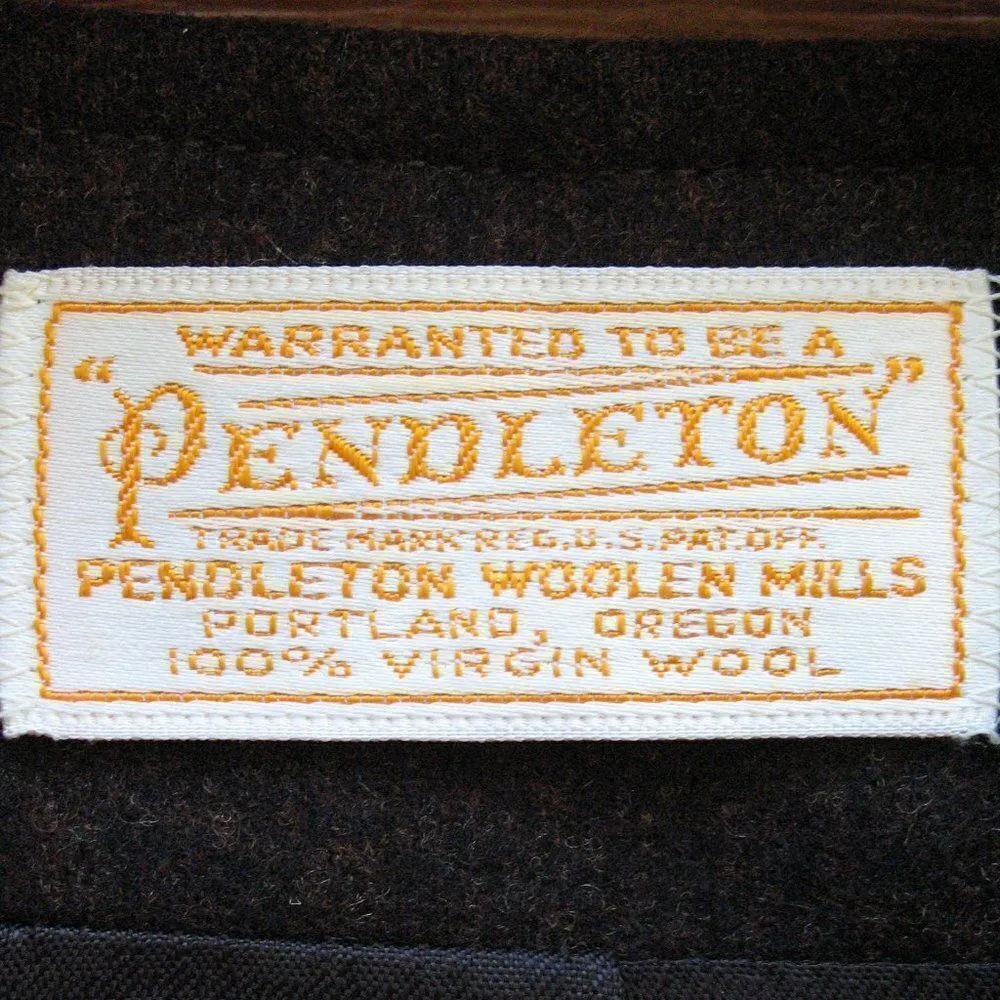 WARRANTED TO BE A
"PENDLETON"
TRADE MARK REG.U.S.PAT.OFF.
PENDLETON WOOLEN MILLS
PORTLAND, OREGON
100% VIRGIN WOOL